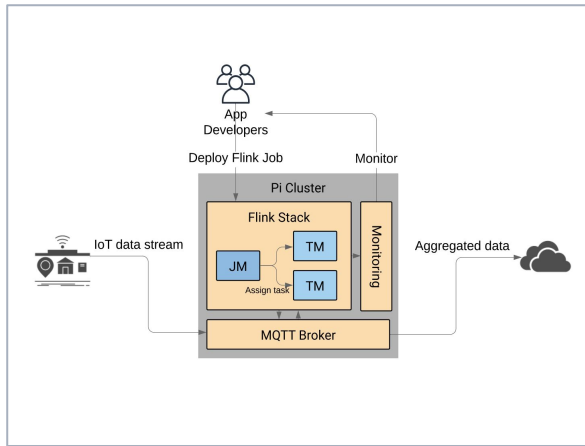 App
Developers
Deploy Flink Job
Monitor
Pi Cluster
Flink Stack
TM
JM
Assign task
TM
Monitoring
IoT data stream
Aggregated data
MQTT Broker